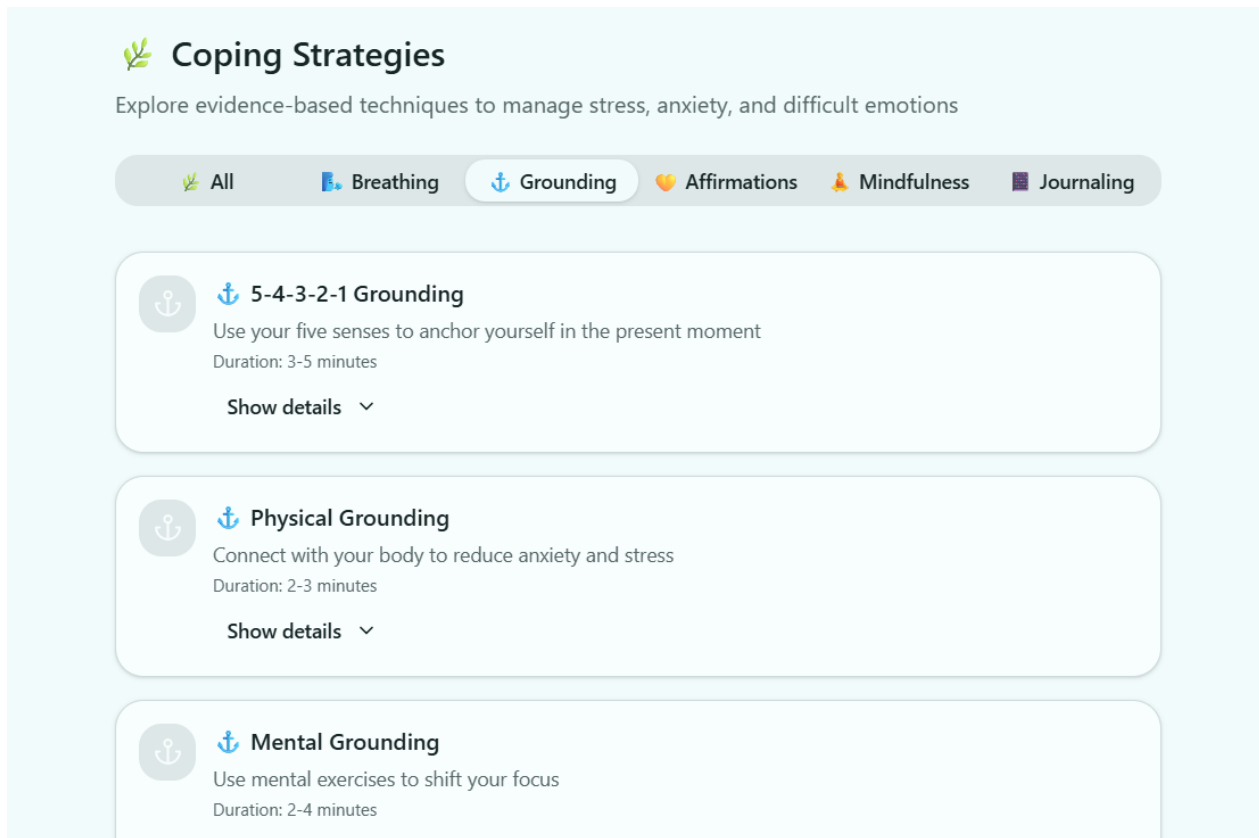 Coping Strategies
Explore evidence-based techniques to manage stress, anxiety, and difficult emotions
All Breathing Grounding Affirmations Mindfulness Journaling
5-4-3-2-1 Grounding
Use your five senses to anchor yourself in the present moment
Duration: 3-5 minutes
Show details
Physical Grounding
Connect with your body to reduce anxiety and stress
Duration: 2-3 minutes
Show details
Mental Grounding
Use mental exercises to shift your focus
Duration: 2-4 minutes